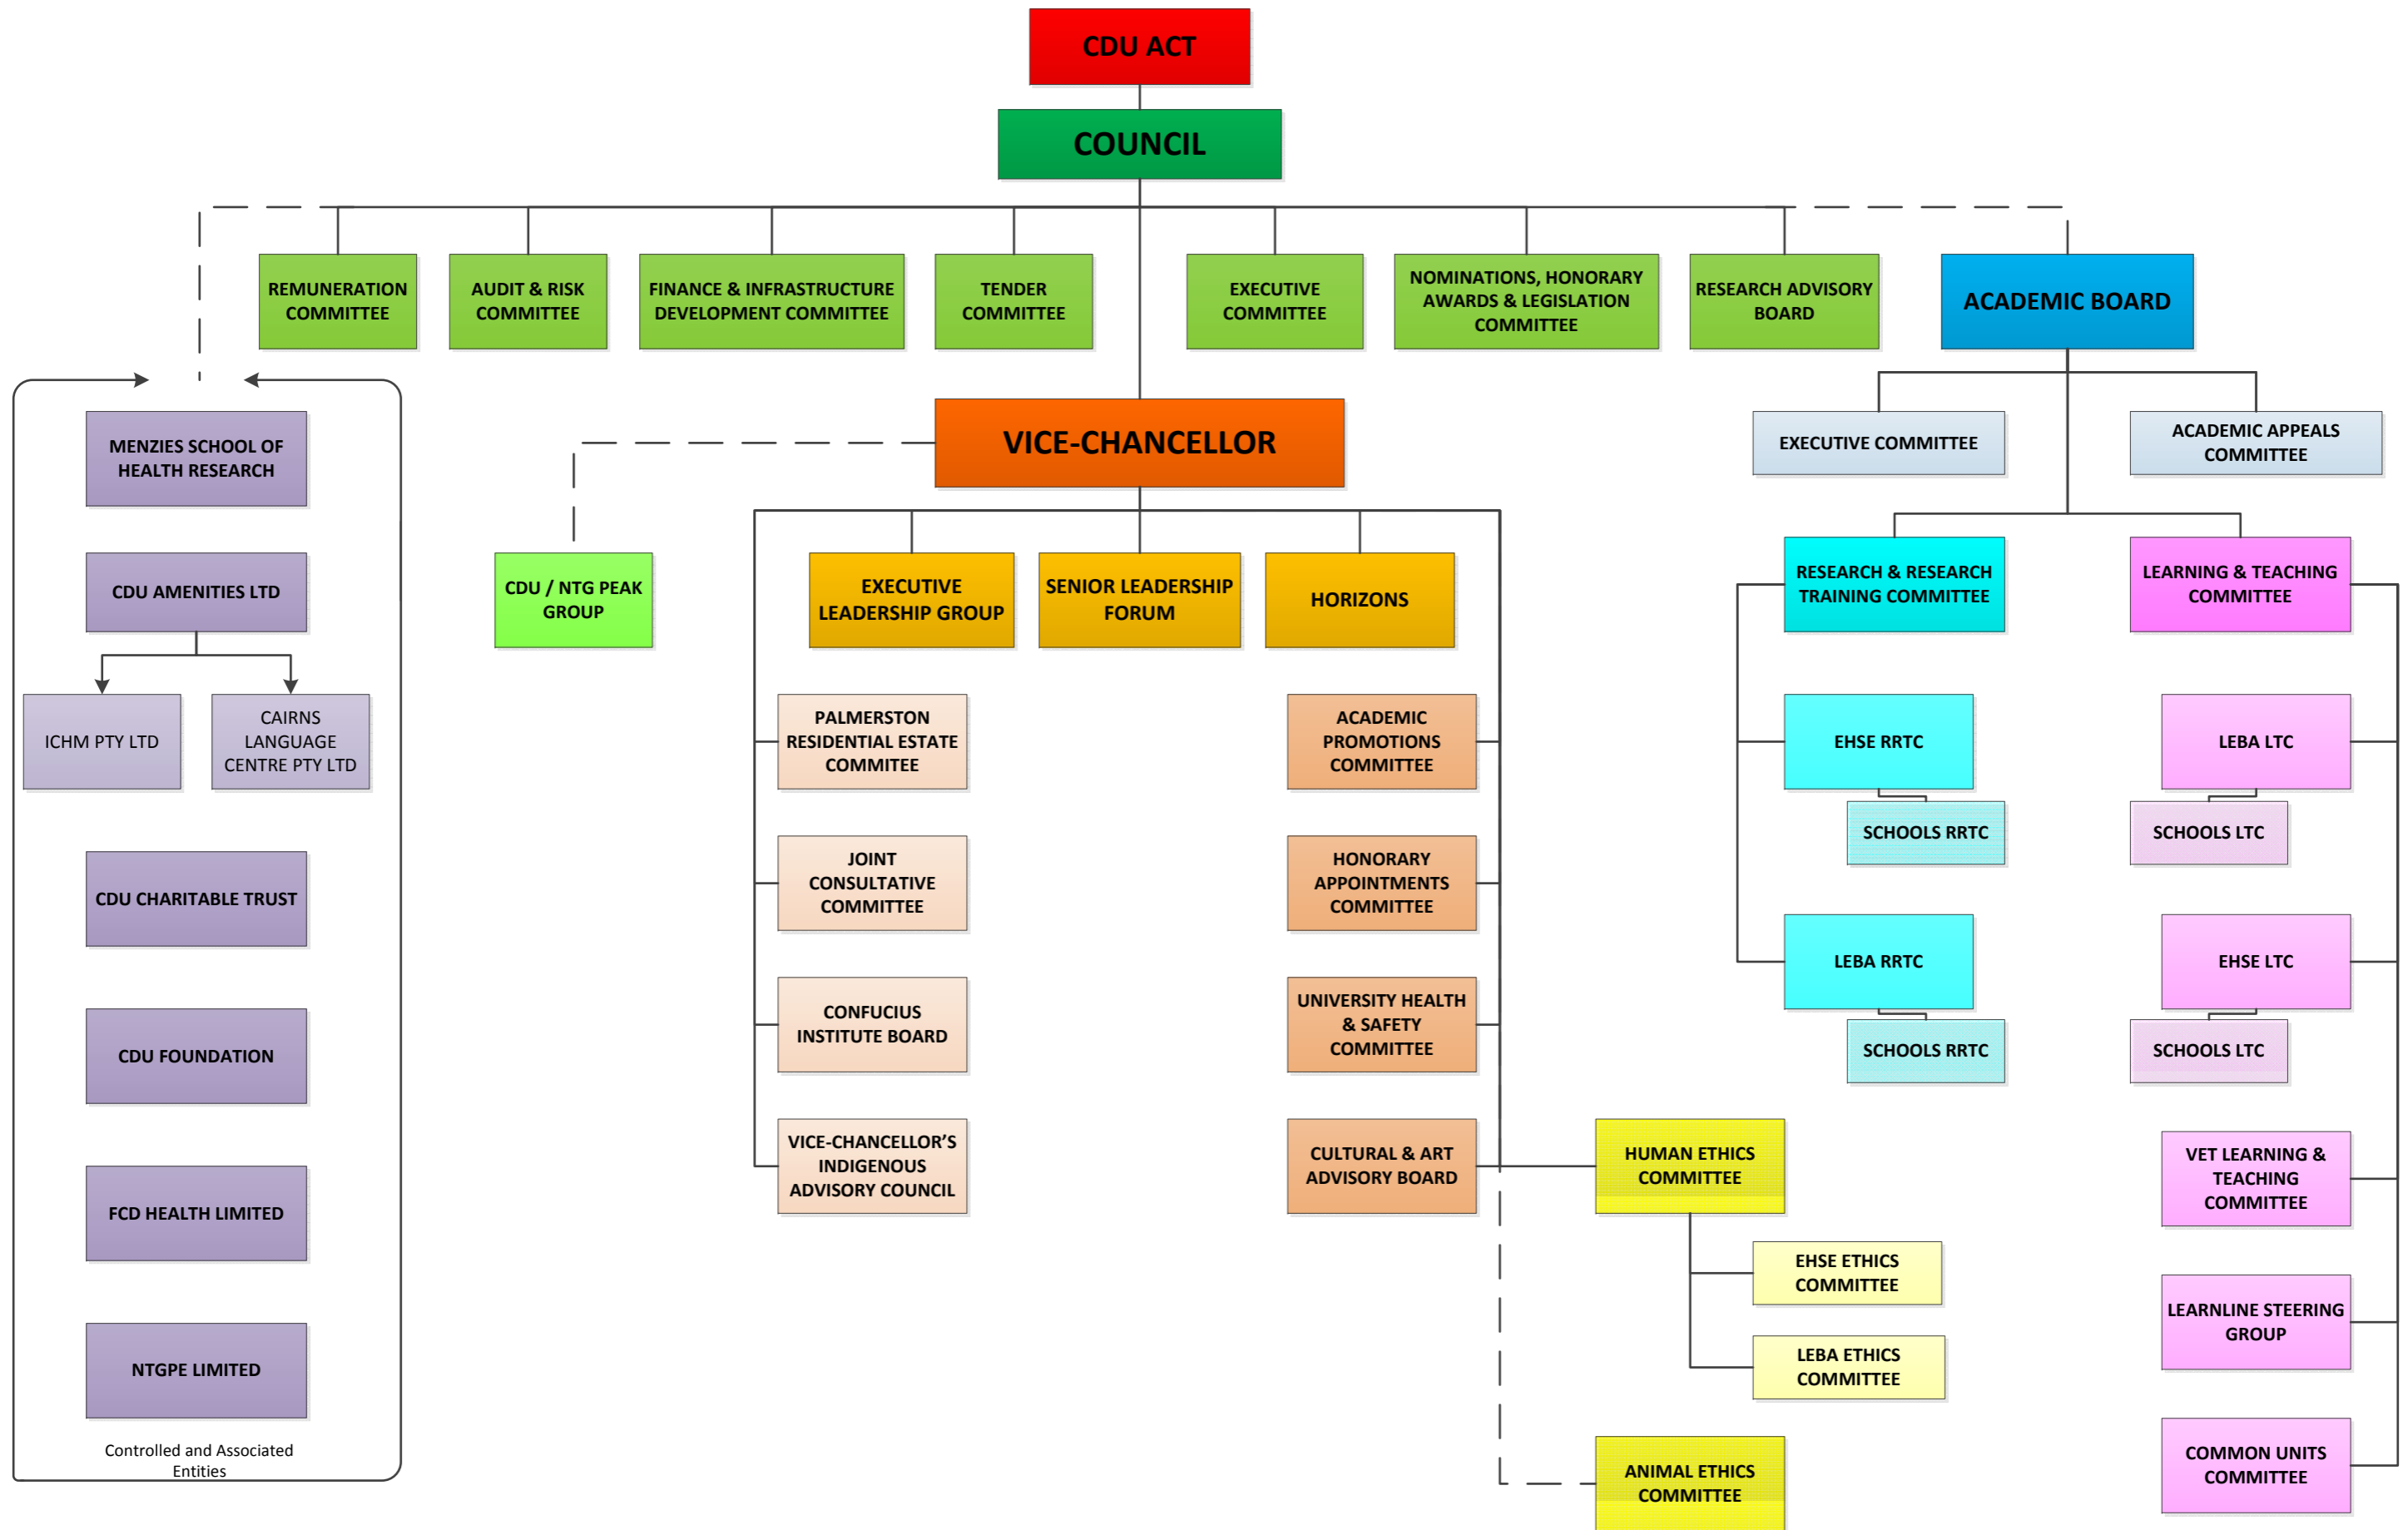 CDU ACT
COUNCIL
REMUNERATION
COMMITTEE
AUDIT & RISK
COMMITTEE
FINANCE & INFRASTRUCTURE
DEVELOPMENT COMMITTEE
TENDER
COMMITTEE
EXECUTIVE
COMMITTEE
NOMINATIONS, HONORARY
AWARDS & LEGISLATION
COMMITTEE
RESEARCH ADVISORY
BOARD
ACADEMIC BOARD
VICE-CHANCELLOR
EXECUTIVE COMMITTEE
ACADEMIC APPEALS
COMMITTEE
MENZIES SCHOOL OF
HEALTH RESEARCH
CDU AMENITIES LTD
ICHM PTY LTD
CAIRNS
LANGUAGE
CENTRE PTY LTD
CDU CHARITABLE TRUST
CDU FOUNDATION
FCD HEALTH LIMITED
NTGPE LIMITED
Controlled and Associated
Entities
CDU / NTG PEAK
GROUP
EXECUTIVE
LEADERSHIP GROUP
SENIOR LEADERSHIP
FORUM
HORIZONS
PALMERSTON
RESIDENTIAL ESTATE
COMMITEE
JOINT
CONSULTATIVE
COMMITTEE
CONFUCIUS
INSTITUTE BOARD
VICE-CHANCELLOR’S
INDIGENOUS
ADVISORY COUNCIL
ACADEMIC
PROMOTIONS
COMMITTEE
HONORARY
APPOINTMENTS
COMMITTEE
UNIVERSITY HEALTH
& SAFETY
COMMITTEE
CULTURAL & ART
ADVISORY BOARD
HUMAN ETHICS
COMMITTEE
EHSE ETHICS
COMMITTEE
LEBA ETHICS
COMMITTEE
ANIMAL ETHICS
COMMITTEE
RESEARCH & RESEARCH
TRAINING COMMITTEE
EHSE RRTC
SCHOOLS RRTC
LEBA RRTC
SCHOOLS RRTC
LEARNING & TEACHING
COMMITTEE
LEBA LTC
SCHOOLS LTC
EHSE LTC
SCHOOLS LTC
VET LEARNING &
TEACHING
COMMITTEE
LEARNLINE STEERING
GROUP
COMMON UNITS
COMMITTEE